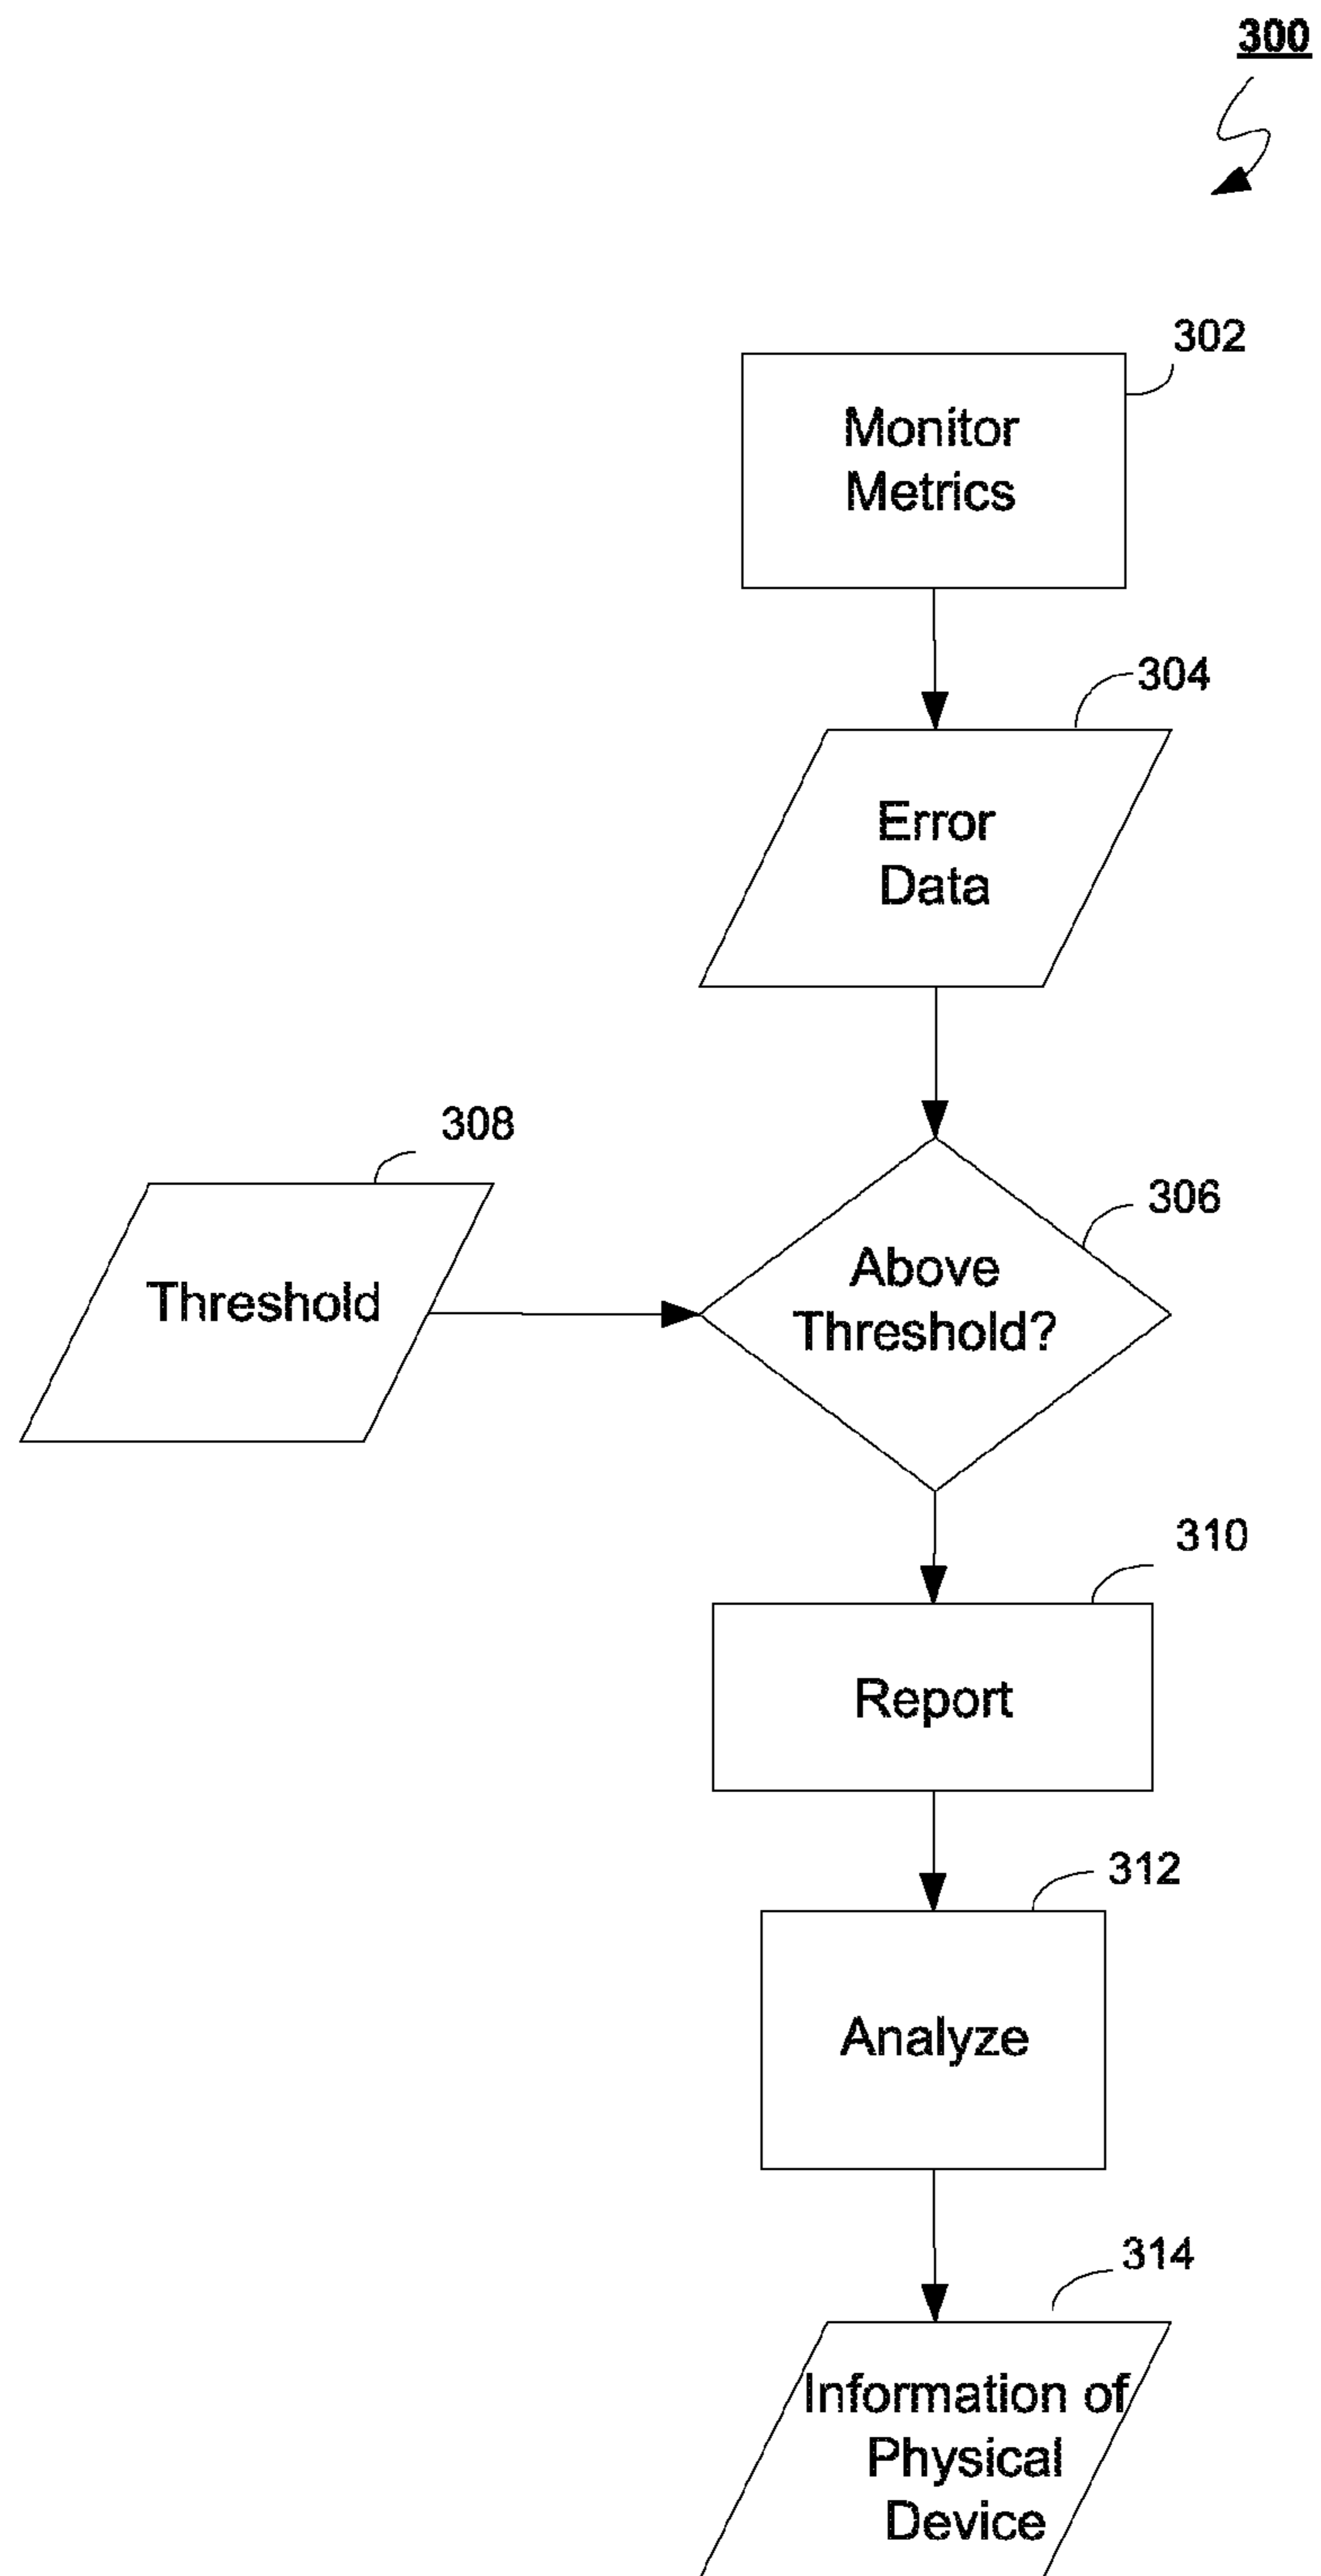 300
302
Monitor
Metrics
304
Error
Data
308
306
Threshold
Above
Threshold?
310
Report
312
Analyze
314
Information of
Physical
Device